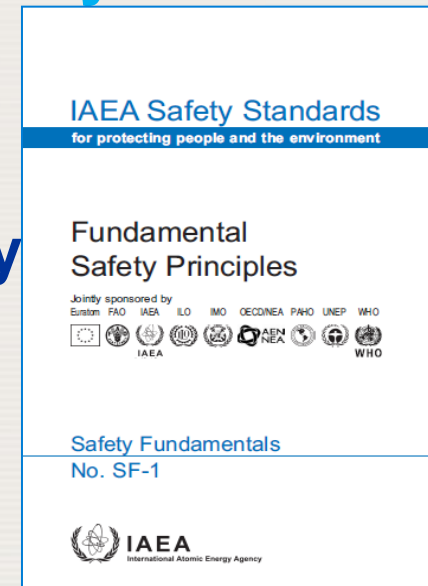 y
IAEA Safety Standards
for protecting people and the environment
Fundamental
y
Safety Principles
Jointly sponsored by
Euratom FAO IAEA ILO IMO OECD/NEA PAHO UNEP WHO
AEN
NEA
IAEA
WHO
Safety Fundamentals
No. SF-1
IAEA
International Atomic Energy Agency